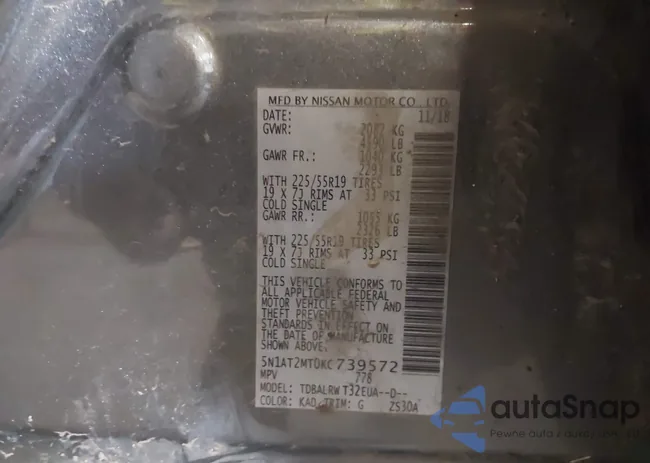 MFD BY NISSAN MOTOR CO., LTD.
DATE: 11/18
GVWR: 2087 KG
4190 LB
GAWR FR.: 1040 KG
2293 LB
WITH 225/55R19 TIRES
19 X 7J RIMS AT 33 PSI
COLD SINGLE
GAWR RR.: 1055 KG
2326 LB
WITH 225/55R19 TIRES
19 X 7J RIMS AT 33 PSI
COLD SINGLE
THIS VEHICLE CONFORMS TO
ALL APPLICABLE FEDERAL
MOTOR VEHICLE SAFETY AND
THEFT PREVENTION
STANDARDS IN EFFECT ON
THE DATE OF MANUFACTURE
SHOWN ABOVE.
5N1AT2MT0KC739572
MPV 778
MODEL: TDBALRW T32EUA--D--
COLOR: KAD TRIM: G ZS30A
autaSnap
Pewne auta z aukcji